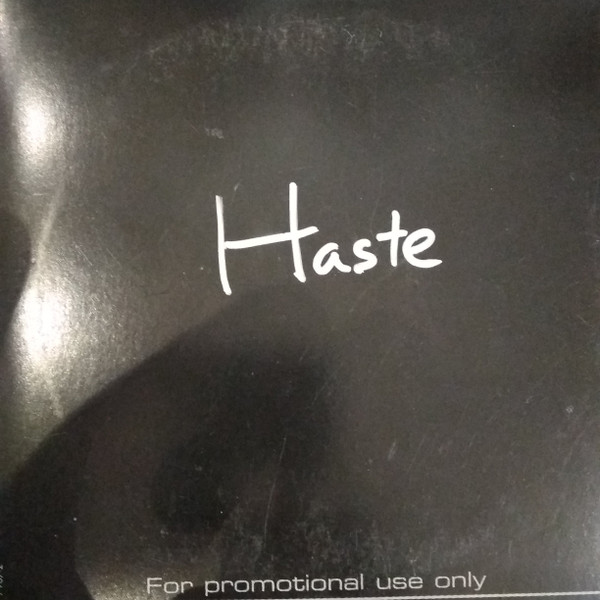 Haste
For promotional use only